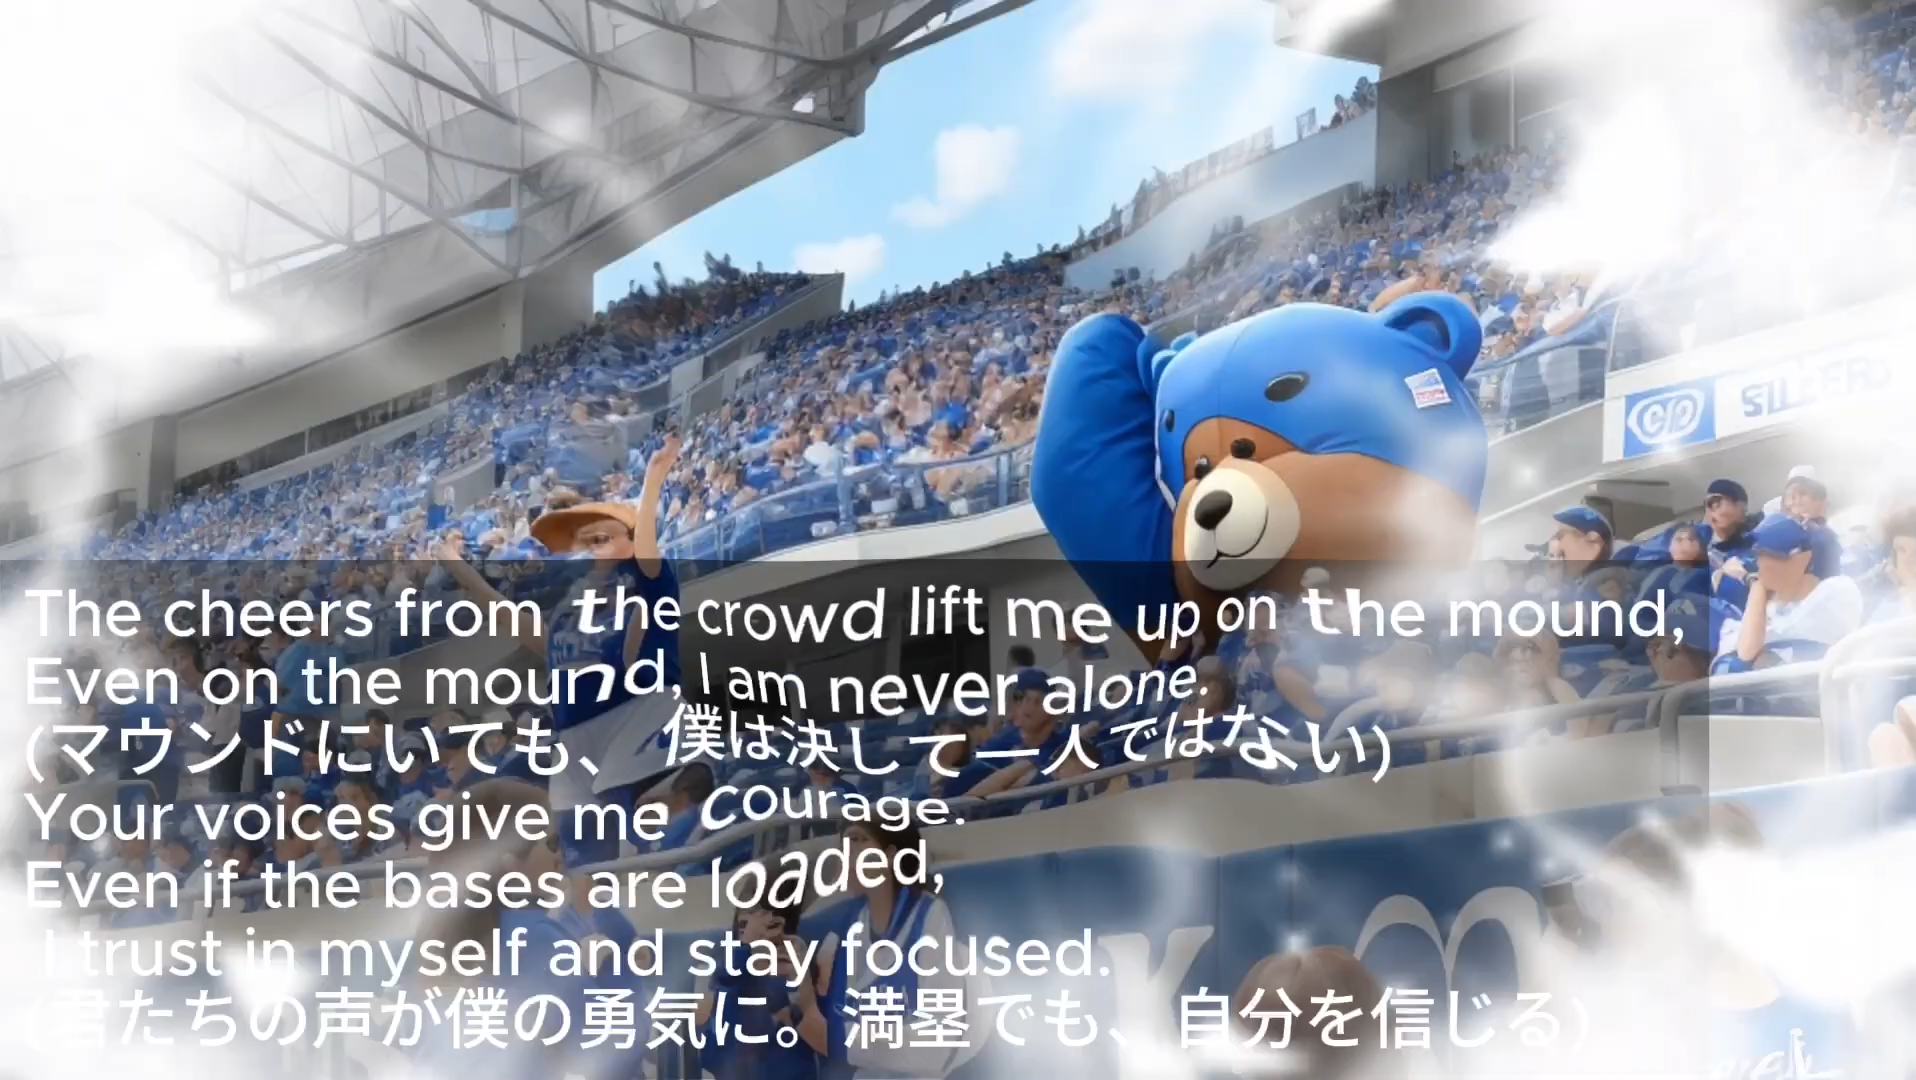 The cheers from the crowd lift me up on the mound,
Even on the mound, I am never alone.
(マウンドにいても、僕は決して一人ではない)
Your voices give me courage.
Even if the bases are loaded,
I trust in myself and stay focused.
(君たちの声が僕の勇気に。満塁でも、自分を信じる)